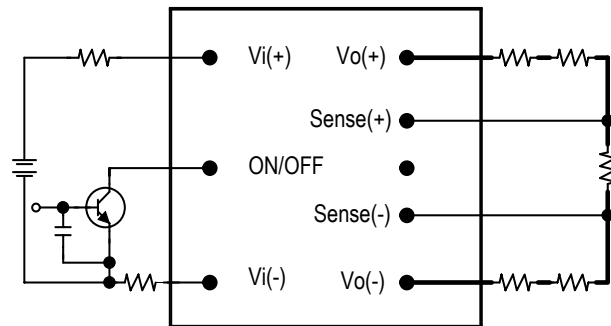 Vi(+) Vo(+)
Sense(+)
ON/OFF
Sense(-)
Vi(-) Vo(-)